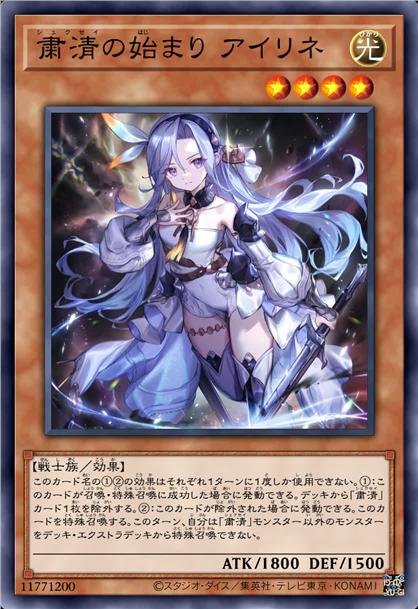 粛清の始まり アイリネ
光
【戦士族／効果】
このカード名の①②の効果はそれぞれ1ターンに1度しか使用できない。①:こ
のカードが召喚・特殊召喚に成功した場合に発動できる。デッキから「粛清」
カード1枚を除外する。②:このカードが除外された場合に発動できる。このカー
ドを特殊召喚する。このターン、自分は「粛清」モンスター以外のモンスター
をデッキ・エクストラデッキから特殊召喚できない。
ATK/1800 DEF/1500
11771200 ©スタジオ・ダイス/集英社・テレビ東京・KONAMI